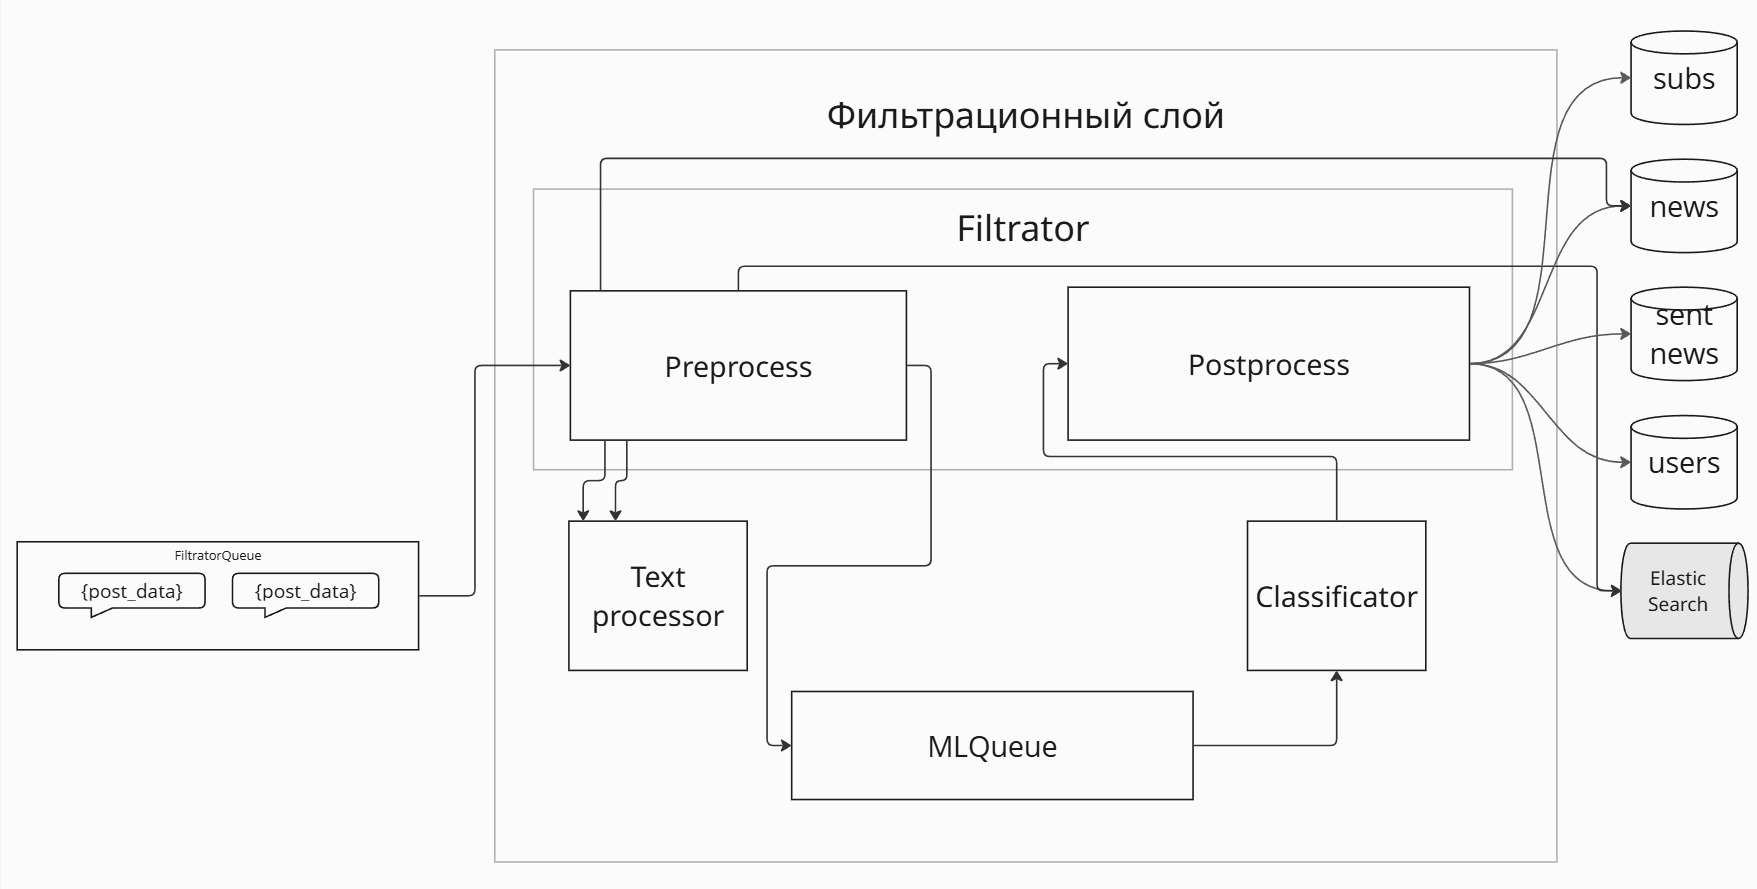 Фильтрационный слой
Filtrator
Preprocess
Postprocess
FiltratorQueue
{post_data}
{post_data}
Text
processor
Classificator
MLQueue
subs
news
sent
news
users
Elastic
Search